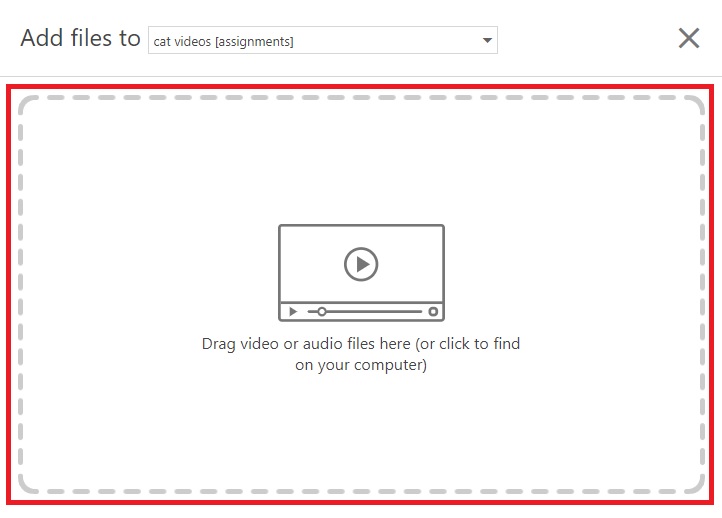 Add files to cat videos [assignments]
Drag video or audio files here (or click to find
on your computer)